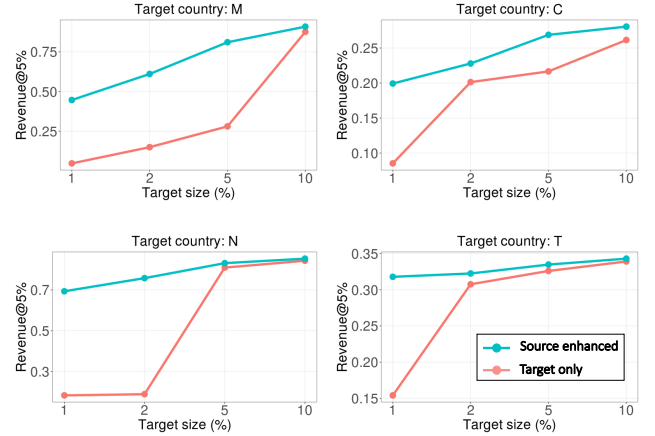 Target country: M
Revenue@5%
0.75
0.50
0.25
1 2 5 10
Target size (%)
Target country: C
Revenue@5%
0.25
0.20
0.15
0.10
1 2 5 10
Target size (%)
Target country: N
Revenue@5%
0.7
0.5
0.3
1 2 5 10
Target size (%)
Target country: T
Revenue@5%
0.35
0.30
0.25
0.20
0.15
1 2 5 10
Target size (%)
Source enhanced
Target only